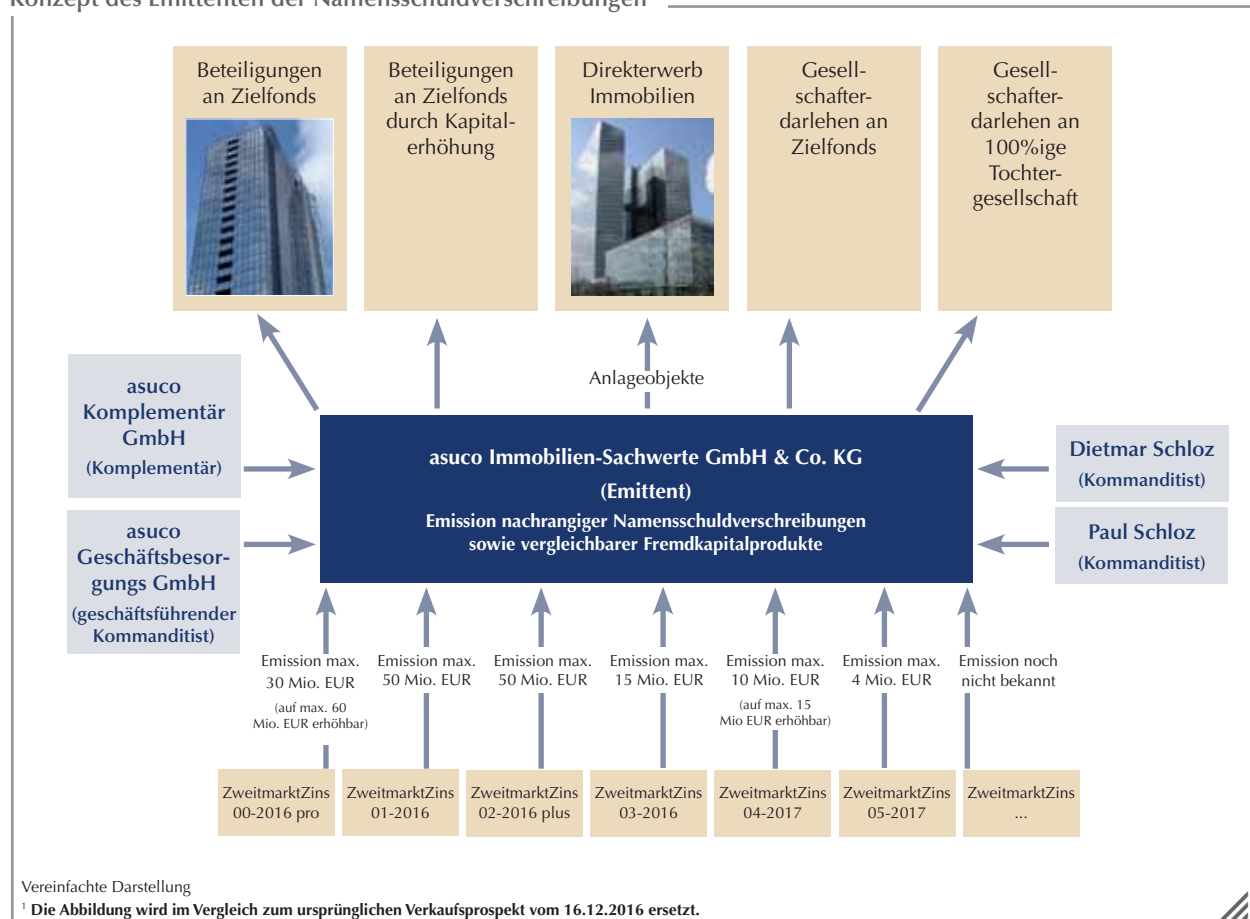 Konzept des Emittenten der Namensschuldverschreibungen
Beteiligungen
an Zielfonds
Beteiligungen
an Zielfonds
durch Kapital-
erhöhung
Direkterwerb
Immobilien
Gesell-
schafter-
darlehen an
Zielfonds
Gesell-
schafter-
darlehen an
100%ige
Tochter-
gesellschaft
Anlageobjekte
asuco
Komplementär
GmbH
(Komplementär)
asuco
Geschäftsbesor-
gungs GmbH
(geschäftsführender
Kommanditist)
asuco Immobilien-Sachwerte GmbH & Co. KG
(Emittent)
Emission nachrangiger Namensschuldverschreibungen
sowie vergleichbarer Fremdkapitalprodukte
Dietmar Schloz
(Kommanditist)
Paul Schloz
(Kommanditist)
Emission max.
30 Mio. EUR
(auf max. 60
Mio. EUR erhöhbar)
Emission max.
50 Mio. EUR
Emission max.
50 Mio. EUR
Emission max.
15 Mio. EUR
Emission max.
10 Mio. EUR
(auf max. 15
Mio EUR erhöhbar)
Emission max.
4 Mio. EUR
Emission noch
nicht bekannt
ZweitmarktZins
00-2016 pro
ZweitmarktZins
01-2016
ZweitmarktZins
02-2016 plus
ZweitmarktZins
03-2016
ZweitmarktZins
04-2017
ZweitmarktZins
05-2017
ZweitmarktZins
...
Vereinfachte Darstellung
¹ Die Abbildung wird im Vergleich zum ursprünglichen Verkaufsprospekt vom 16.12.2016 ersetzt.